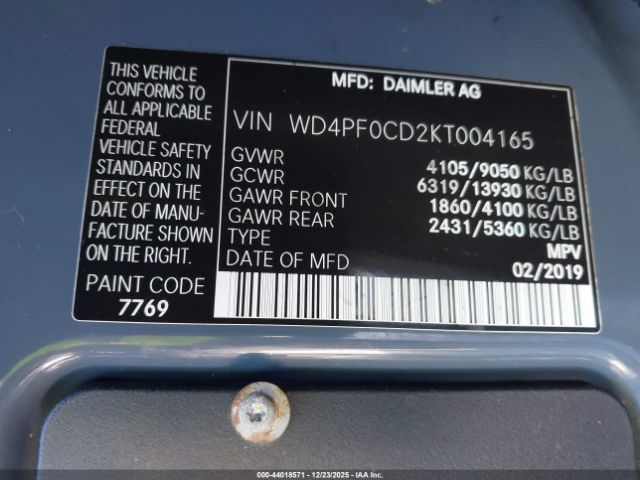 THIS VEHICLE
CONFORMS TO
ALL APPLICABLE
FEDERAL
VEHICLE SAFETY
STANDARDS IN
EFFECT ON THE
DATE OF MANU-
FACTURE SHOWN
ON THE RIGHT.
PAINT CODE
7769
MFD: DAIMLER AG
VIN WD4PF0CD2KT004165
GVWR 4105/9050 KG/LB
GCWR 6319/13930 KG/LB
GAWR FRONT 1860/4100 KG/LB
GAWR REAR 2431/5360 KG/LB
TYPE MPV
DATE OF MFD 02/2019
000-44018571 - 12/23/2025 - IAA Inc.